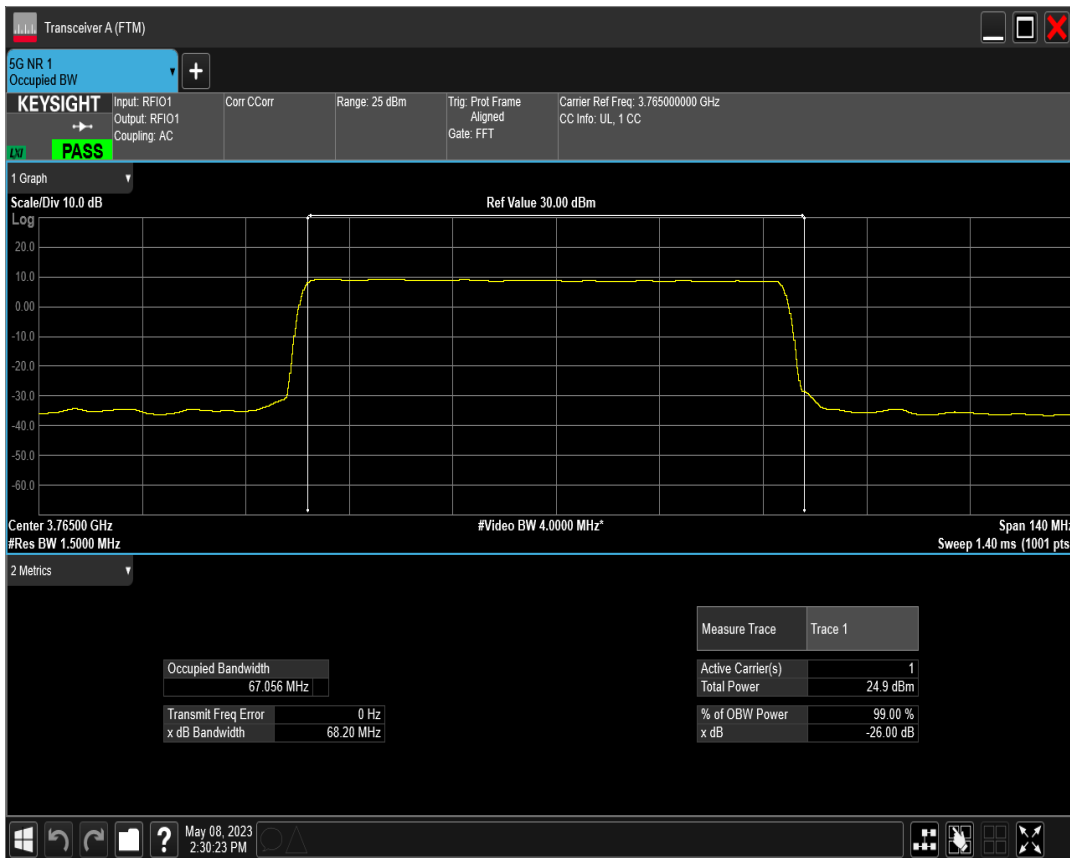 Transceiver A (FTM)
5G NR 1
Occupied BW
+
KEYSIGHT
LXI
PASS
Input: RFIO1
Output: RFIO1
Coupling: AC
Corr CCorr
Range: 25 dBm
Trig: Prot Frame
Aligned
Gate: FFT
Carrier Ref Freq: 3.765000000 GHz
CC Info: UL, 1 CC
1 Graph
Scale/Div 10.0 dB
Ref Value 30.00 dBm
Log
20.0
10.0
0.00
-10.0
-20.0
-30.0
-40.0
-50.0
-60.0
Center 3.76500 GHz
#Video BW 4.0000 MHz*
Span 140 MHz
#Res BW 1.5000 MHz
Sweep 1.40 ms (1001 pts
2 Metrics
Measure Trace Trace 1
Occupied Bandwidth
67.056 MHz
Active Carrier(s) 1
Total Power 24.9 dBm
Transmit Freq Error 0 Hz
x dB Bandwidth 68.20 MHz
% of OBW Power 99.00 %
x dB -26.00 dB
?
May 08, 2023
2:30:23 PM